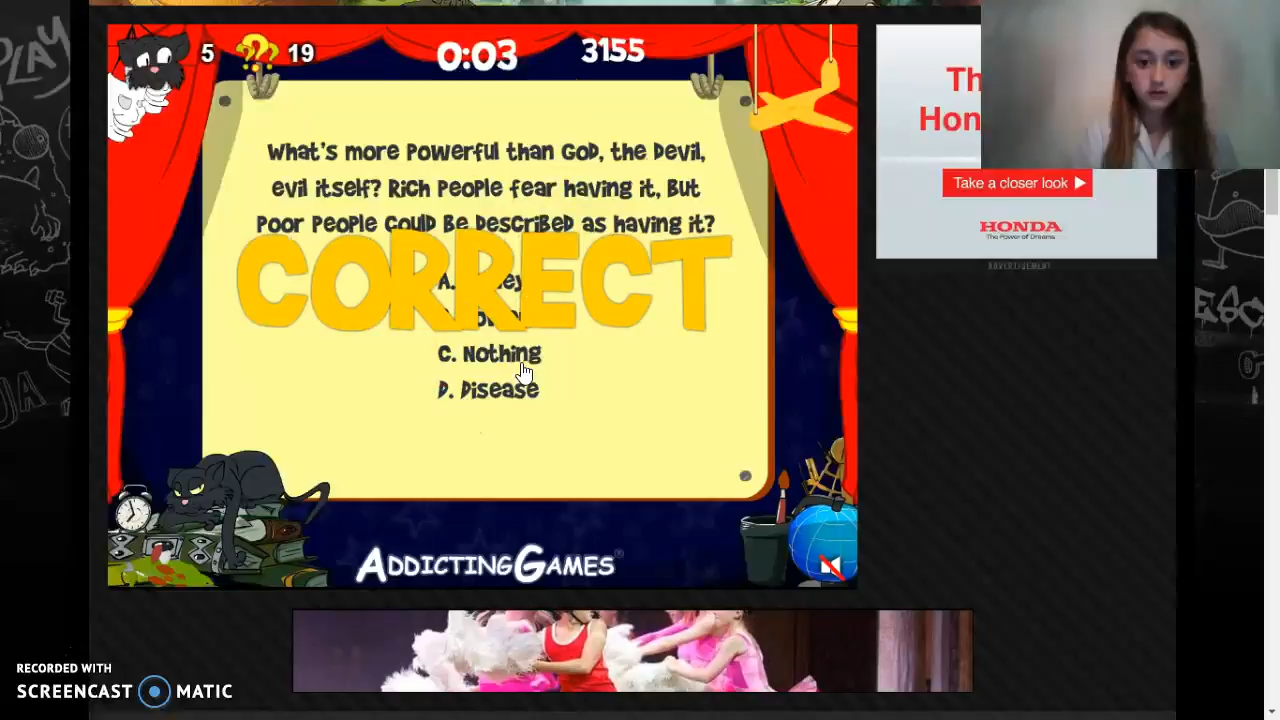 PLAY
5 ?? 19 0:03 3155
What's more powerful than God, the Devil,
evil itself? Rich people fear having it, but
poor people could be described as having it?
CORRECT
A.
C. Nothing
D. Disease
ADDICTINGGAMES
Th
Hon
Take a closer look
HONDA
The Power of Dreams
ESC
RECORDED WITH
SCREENCAST MATIC